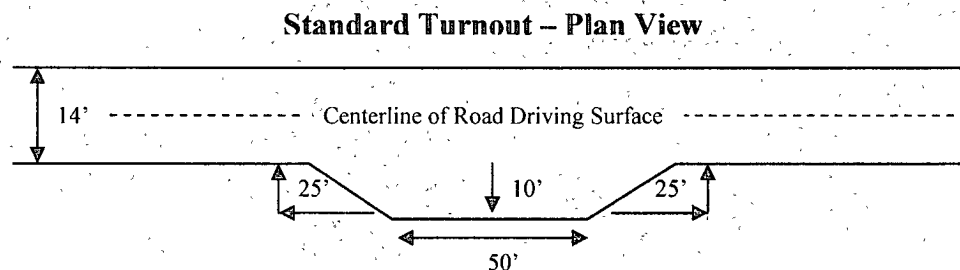 Standard Turnout – Plan View
14’
Centerline of Road Driving Surface
25’
10’
25’
50’